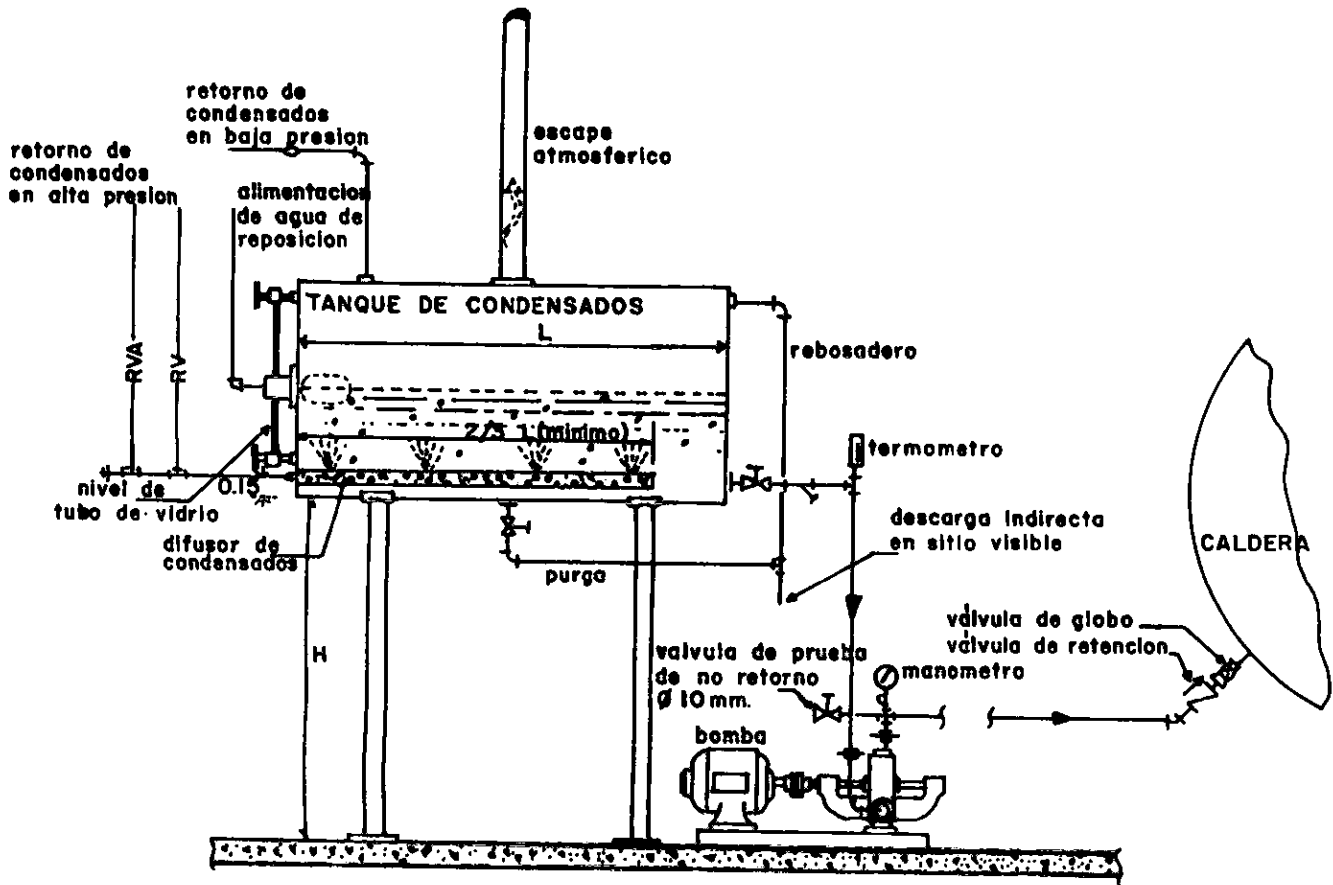 retorno de
condensados
en baja presion
escape
atmosferico
retorno de
condensados
en alta presion
alimentacion
de agua de
reposicion
TANQUE DE CONDENSADOS
L
RVA
RV
rebosadero
2/3 L (minimo)
termometro
0.15
nivel de
tubo de vidrio
difusor de
condensados
descarga indirecta
en sitio visible
CALDERA
purga
H
válvula de globo
válvula de retencion
valvula de prueba
de no retorno
Ø 10 mm.
manometro
bomba